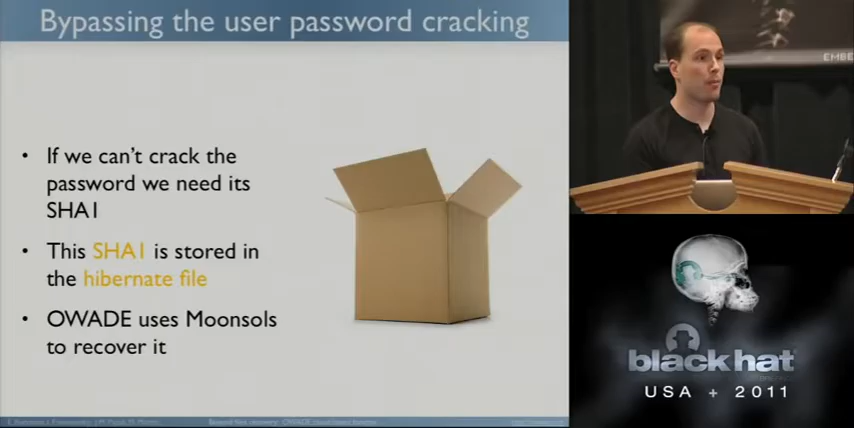 Bypassing the user password cracking
• If we can't crack the
password we need its
SHA1
• This SHA1 is stored in
the hibernate file
• OWADE uses Moonsols
to recover it
EMBE
black hat
USA + 2011